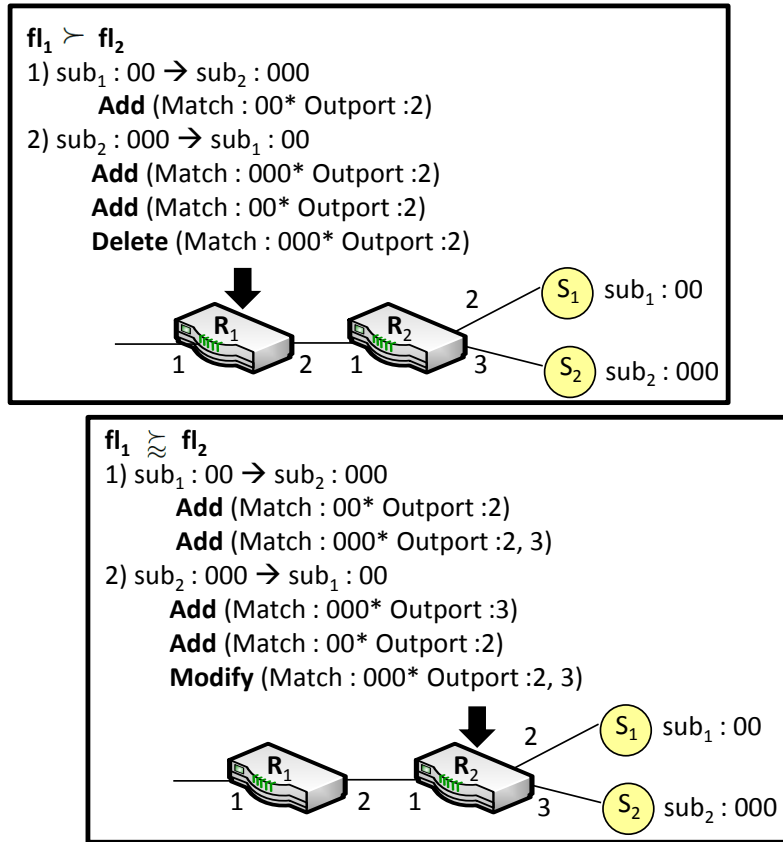 fl₁ ≻ fl₂
1) sub₁ : 00 → sub₂ : 000
Add (Match : 00* Outport :2)
2) sub₂ : 000 → sub₁ : 00
Add (Match : 000* Outport :2)
Add (Match : 00* Outport :2)
Delete (Match : 000* Outport :2)
R₁ R₂ 2 S₁ sub₁ : 00
1 2 1 3 S₂ sub₂ : 000
fl₁ ≻≈ fl₂
1) sub₁ : 00 → sub₂ : 000
Add (Match : 00* Outport :2)
Add (Match : 000* Outport :2, 3)
2) sub₂ : 000 → sub₁ : 00
Add (Match : 000* Outport :3)
Add (Match : 00* Outport :2)
Modify (Match : 000* Outport :2, 3)
R₁ R₂ 2 S₁ sub₁ : 00
1 2 1 3 S₂ sub₂ : 000